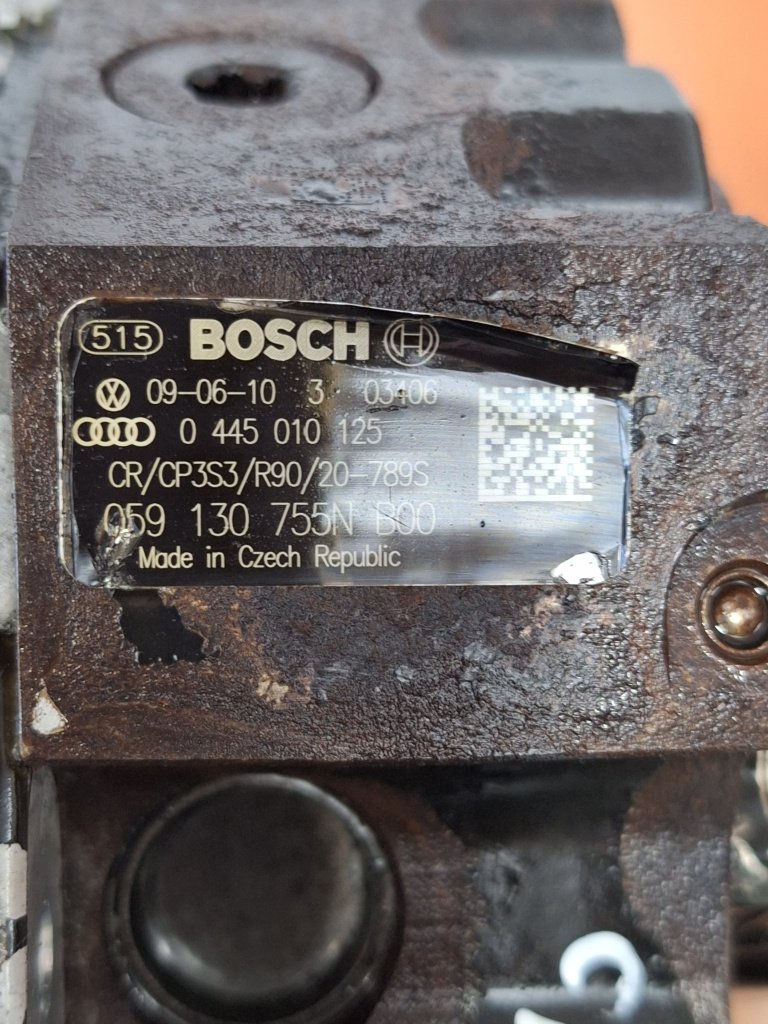 515 BOSCH
09-06-10 3 03406
0 445 010 125
CR/CP3S3/R90/20-789S
059 130 755N B00
Made in Czech Republic